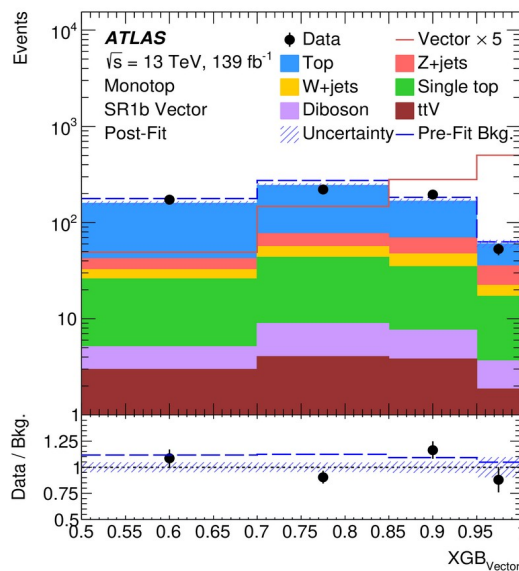 Events
ATLAS
√s = 13 TeV, 139 fb⁻¹
Monotop
SR1b Vector
Post-Fit
Data
Vector × 5
Top
Z+jets
W+jets
Single top
Diboson
ttV
Uncertainty
Pre-Fit Bkg.
10⁴
10³
10²
10
1
Data / Bkg.
1.25
1
0.75
0.5
0.5 0.55 0.6 0.65 0.7 0.75 0.8 0.85 0.9 0.95 1
XGB_Vector